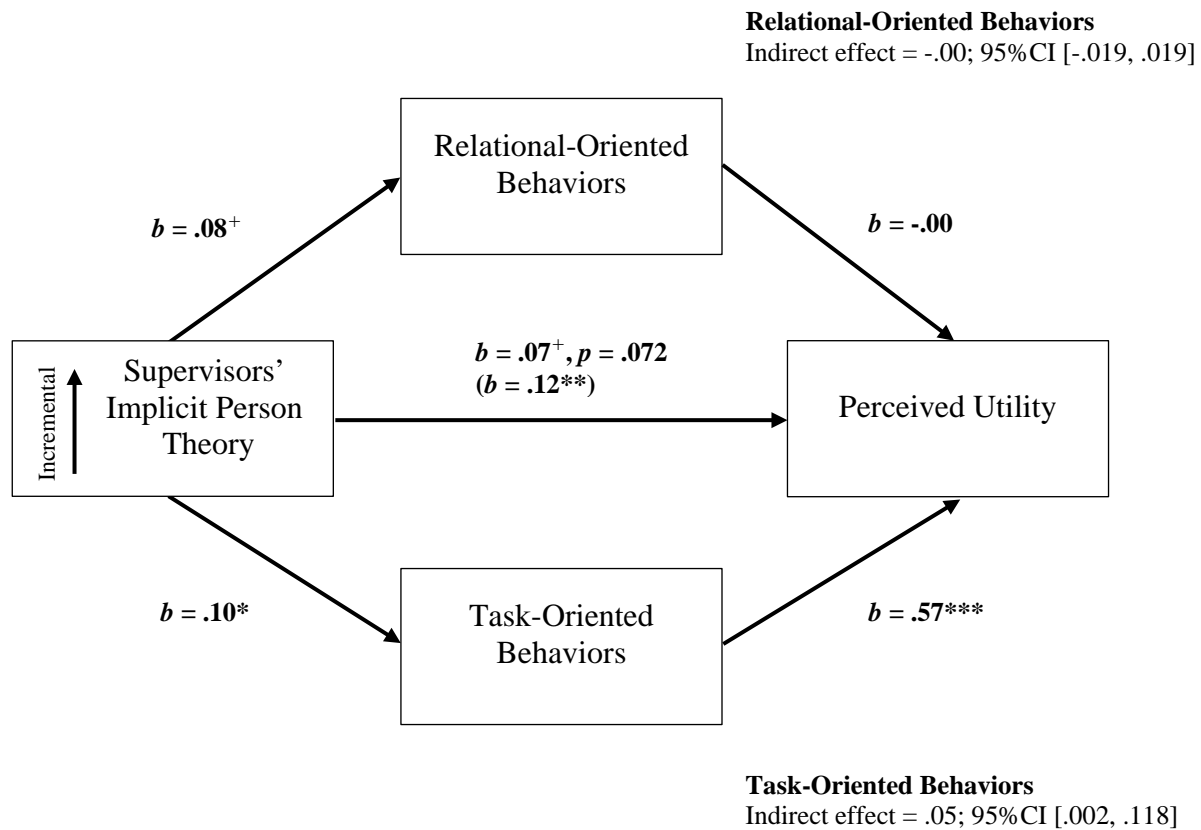 Relational-Oriented Behaviors
Indirect effect = -.00; 95%CI [-.019, .019]
Relational-Oriented
Behaviors
b = .08+
b = -.00
Incremental
Supervisors’
Implicit Person
Theory
b = .07+, p = .072
(b = .12**)
Perceived Utility
b = .10*
Task-Oriented
Behaviors
b = .57***
Task-Oriented Behaviors
Indirect effect = .05; 95%CI [.002, .118]